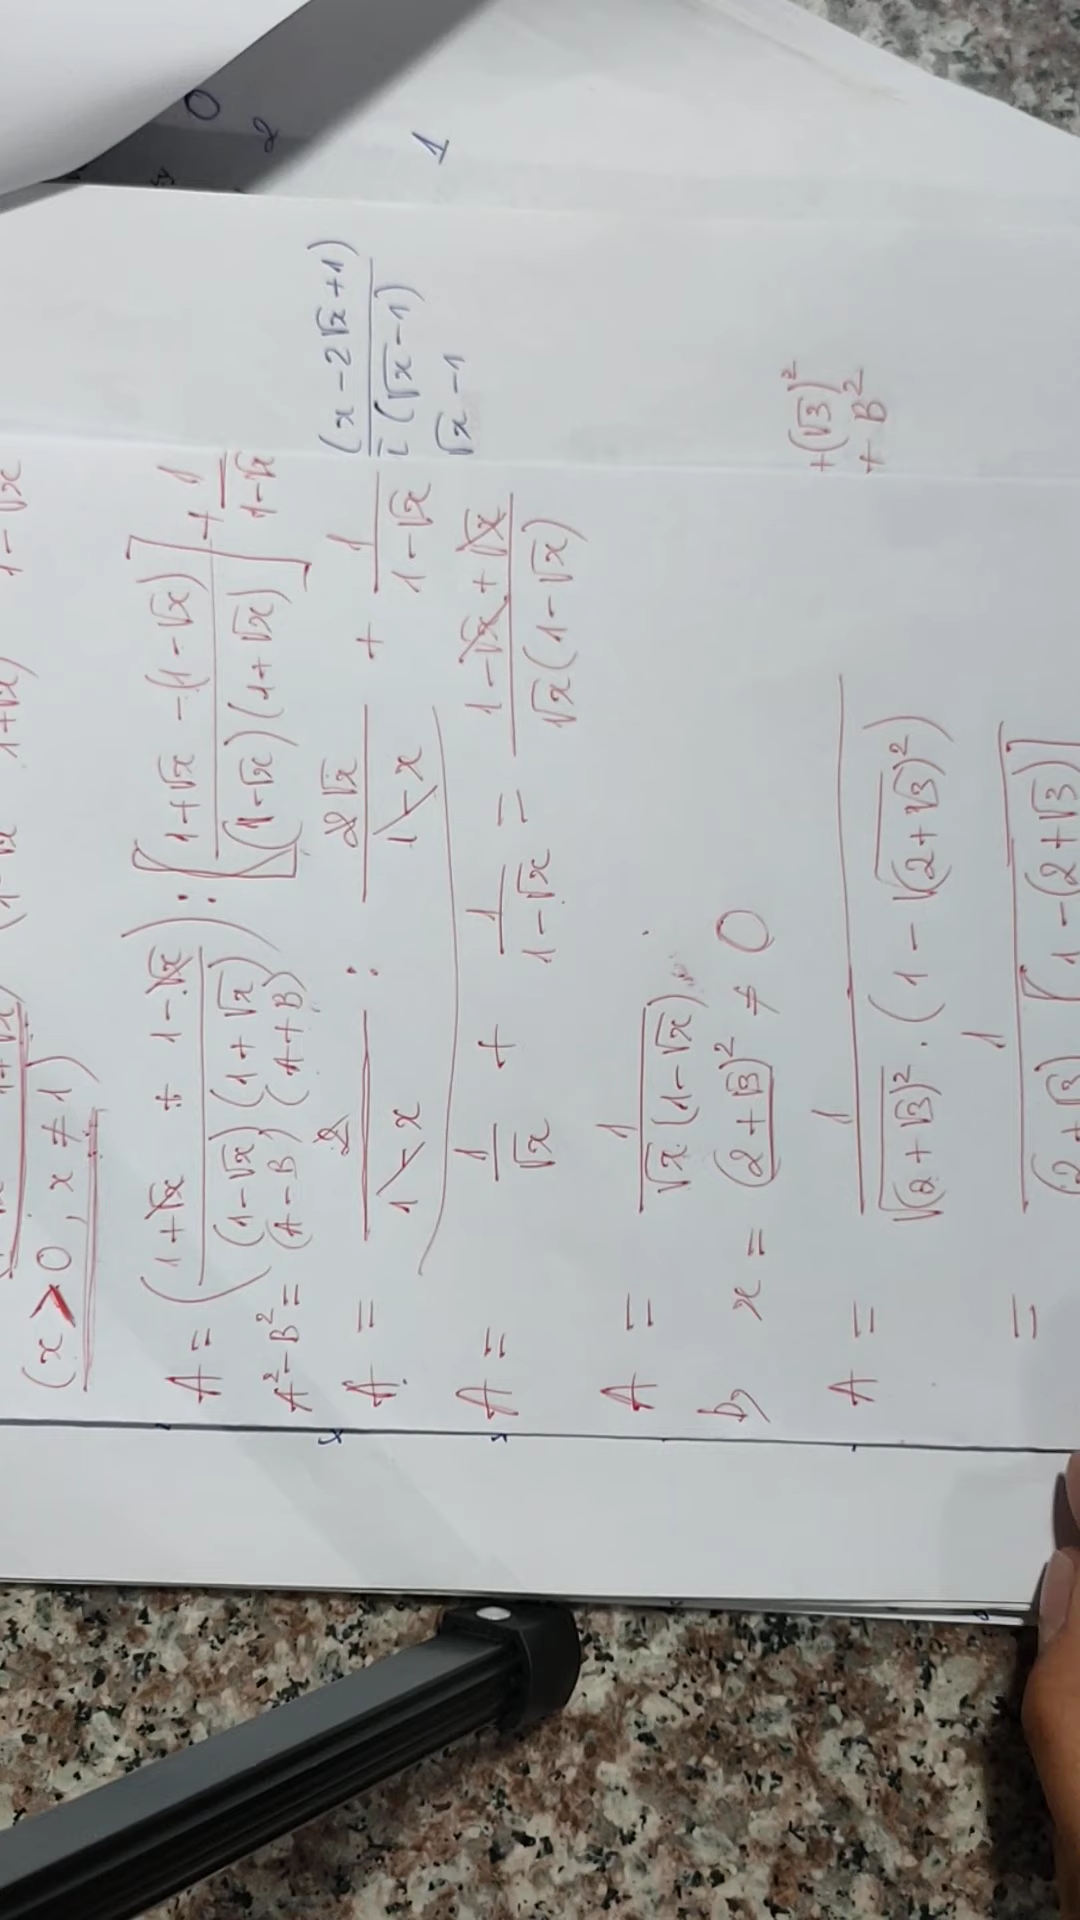 (x > 0 ; x ≠ 1)
A = ((1+√x + 1-√x)/((1-√x)(1+√x))) : [(1+√x -(1-√x))/((1-√x)(1+√x))] + 1/(1-√x)
A²-B² = (A-B)(A+B)
A = 2/(1-x) : 2√x/(1-x) + 1/(1-√x)
A = 1/√x + 1/(1-√x) = (1-√x+√x)/(√x(1-√x))
A = 1/(√x(1-√x))
b, x = (2+√3)² ≠ 0
A = 1/(√(2+√3)² . (1-√(2+√3)²))
= 1/((2+√3) [1-(2+√3)])
(x-2√x+1)
(√x-1)
√x-1
+(√3)²
+ B²
1
0
2